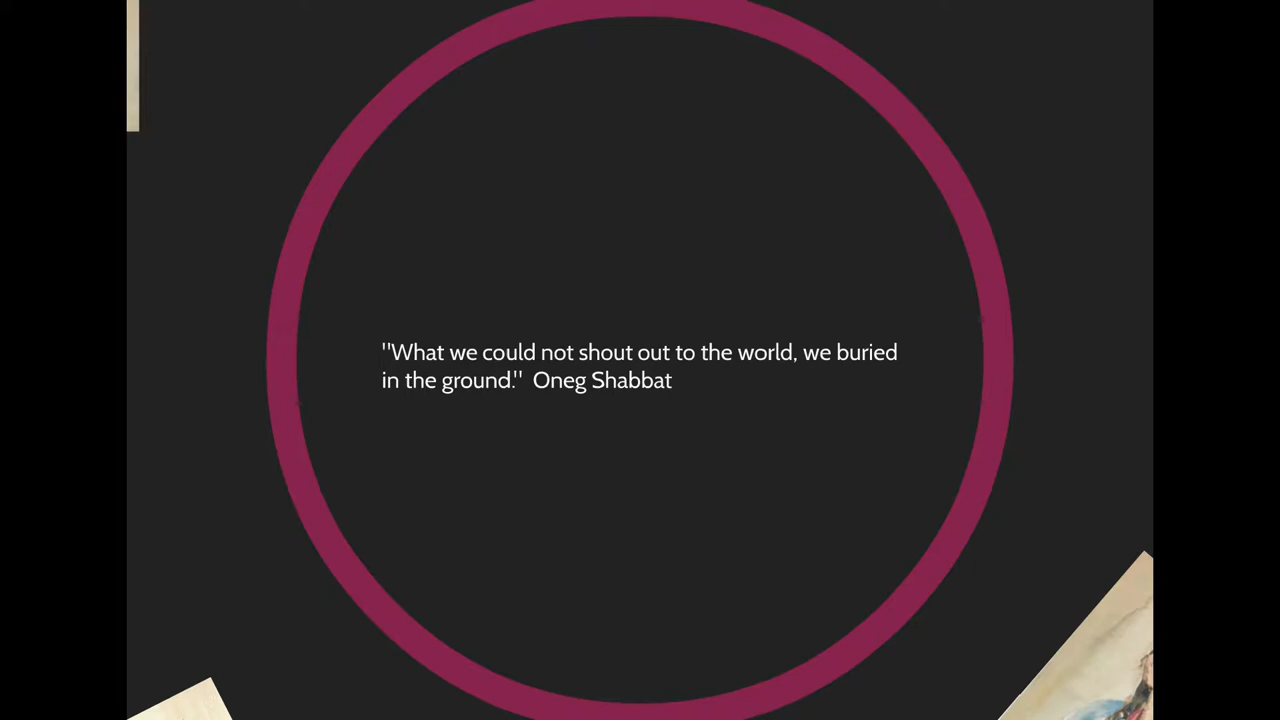 "What we could not shout out to the world, we buried
in the ground." Oneg Shabbat